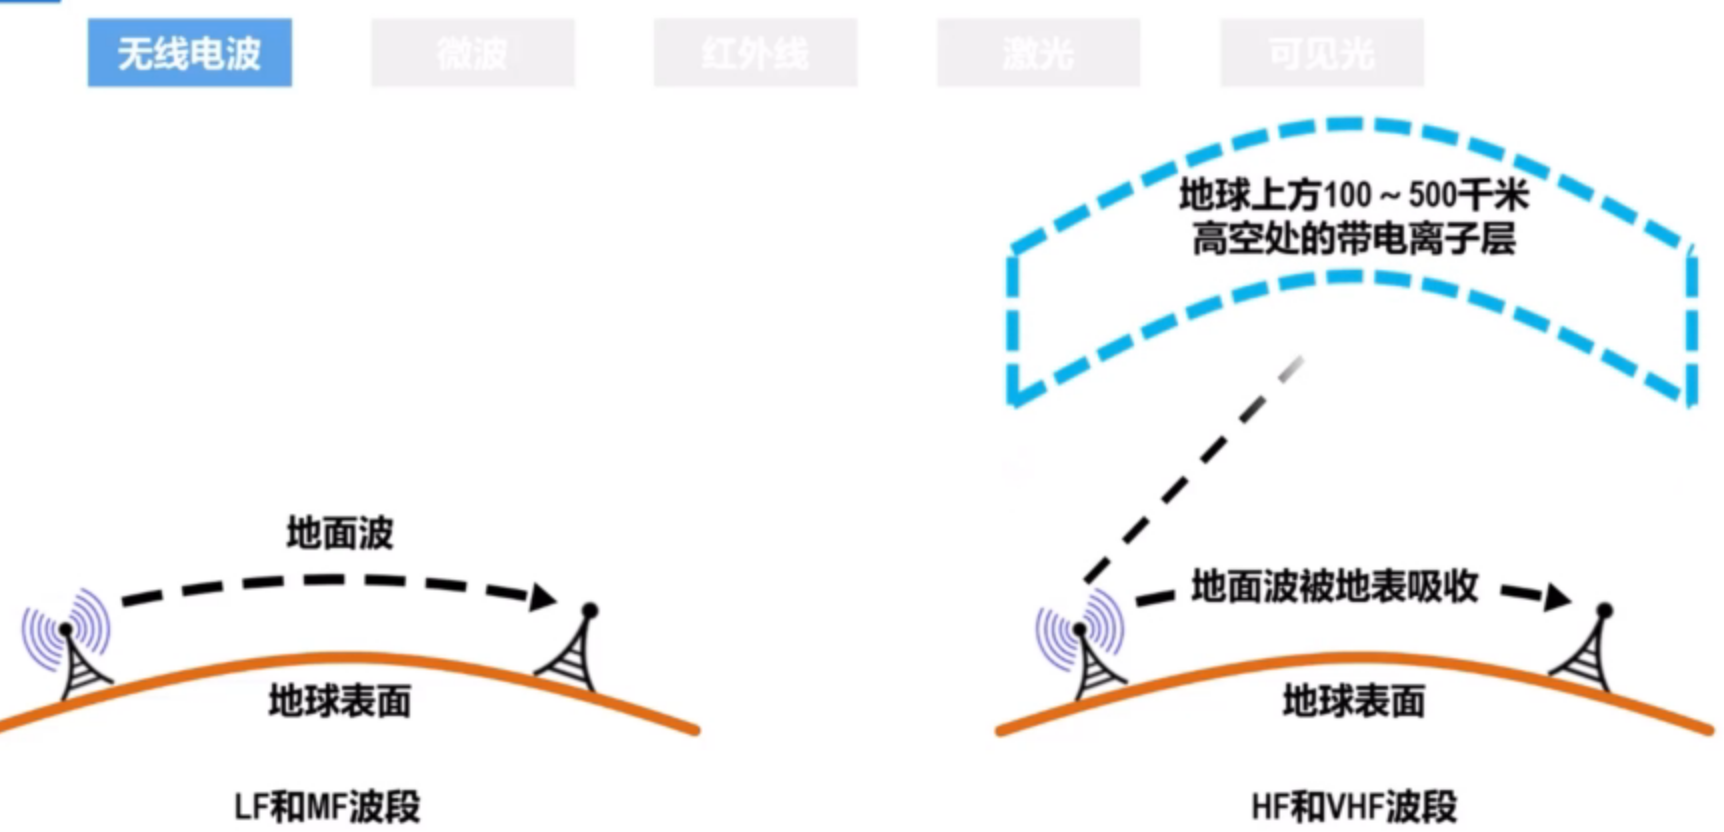 无线电波
微波
红外线
激光
可见光
地球上方100～500千米
高空处的带电离子层
地面波
地球表面
LF和MF波段
地面波被地表吸收
地球表面
HF和VHF波段